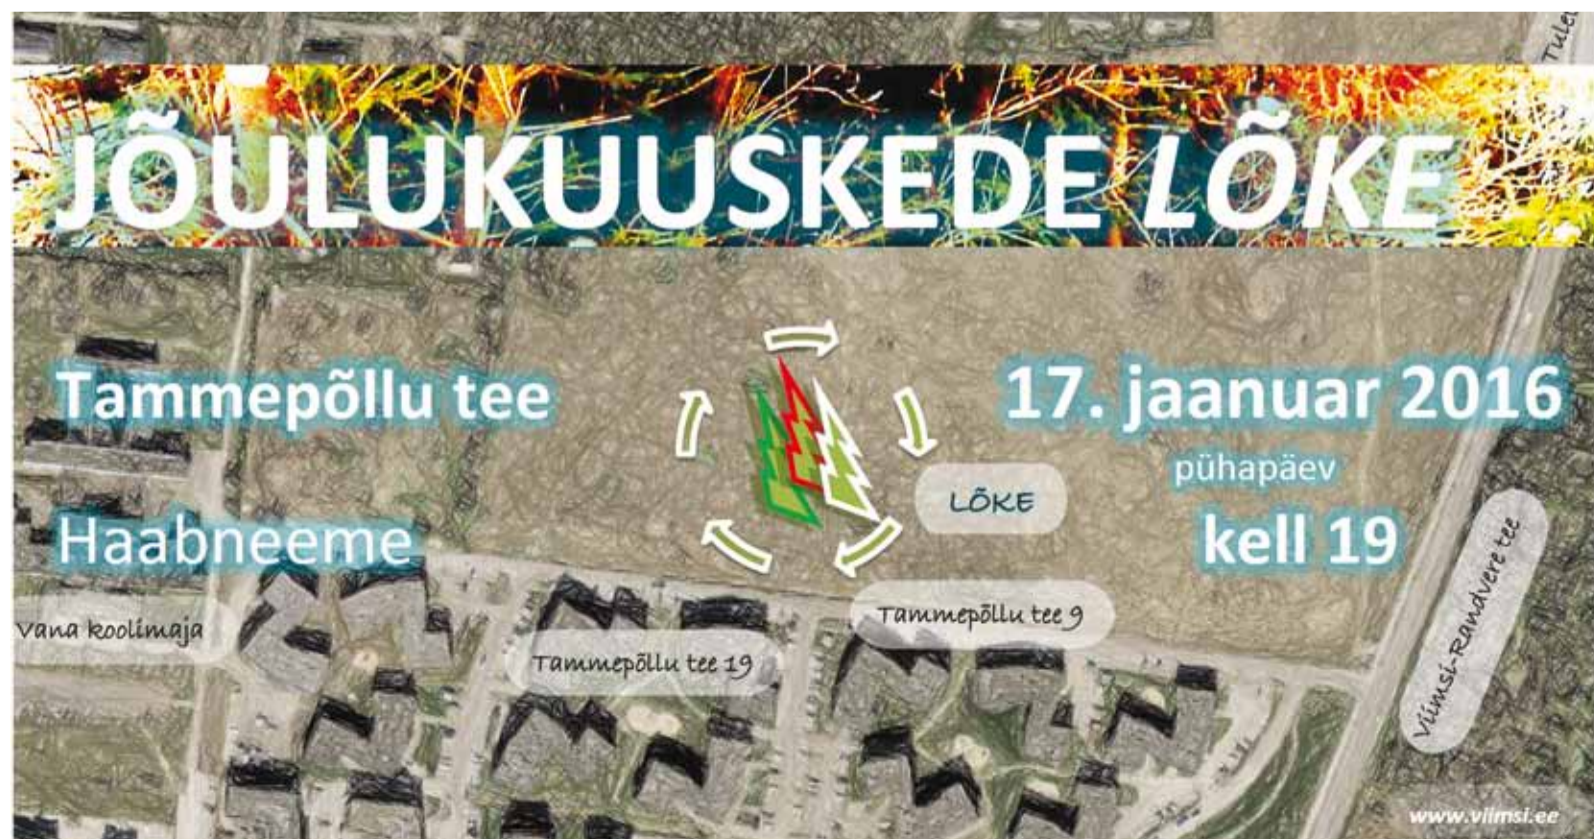 JÕULUKUUSKEDE LÕKE
Tammepõllu tee
17. jaanuar 2016
pühapäev
LÕKE
Haabneeme
kell 19
Vana koolimaja
Tammepõllu tee 9
Tammepõllu tee 19
Viimsi-Randvere tee
www.viimsi.ee